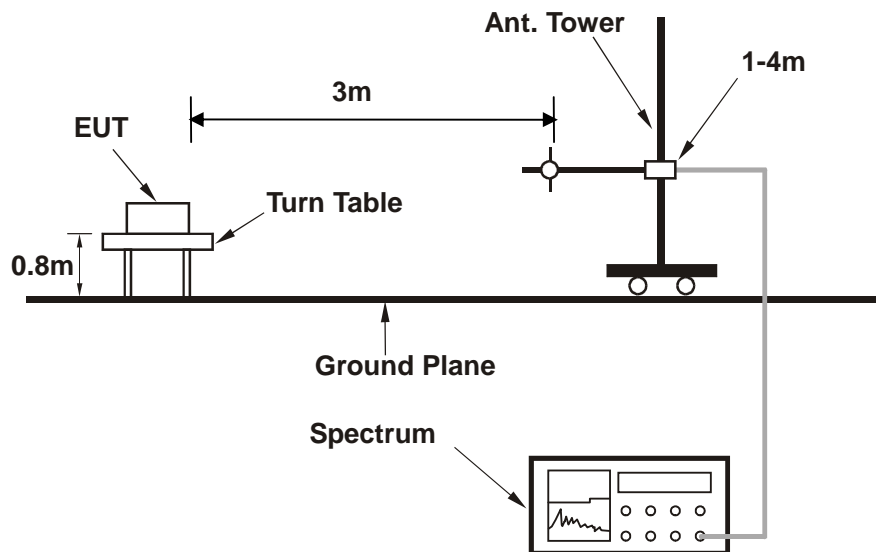 Ant. Tower
1-4m
3m
EUT
Turn Table
0.8m
Ground Plane
Spectrum